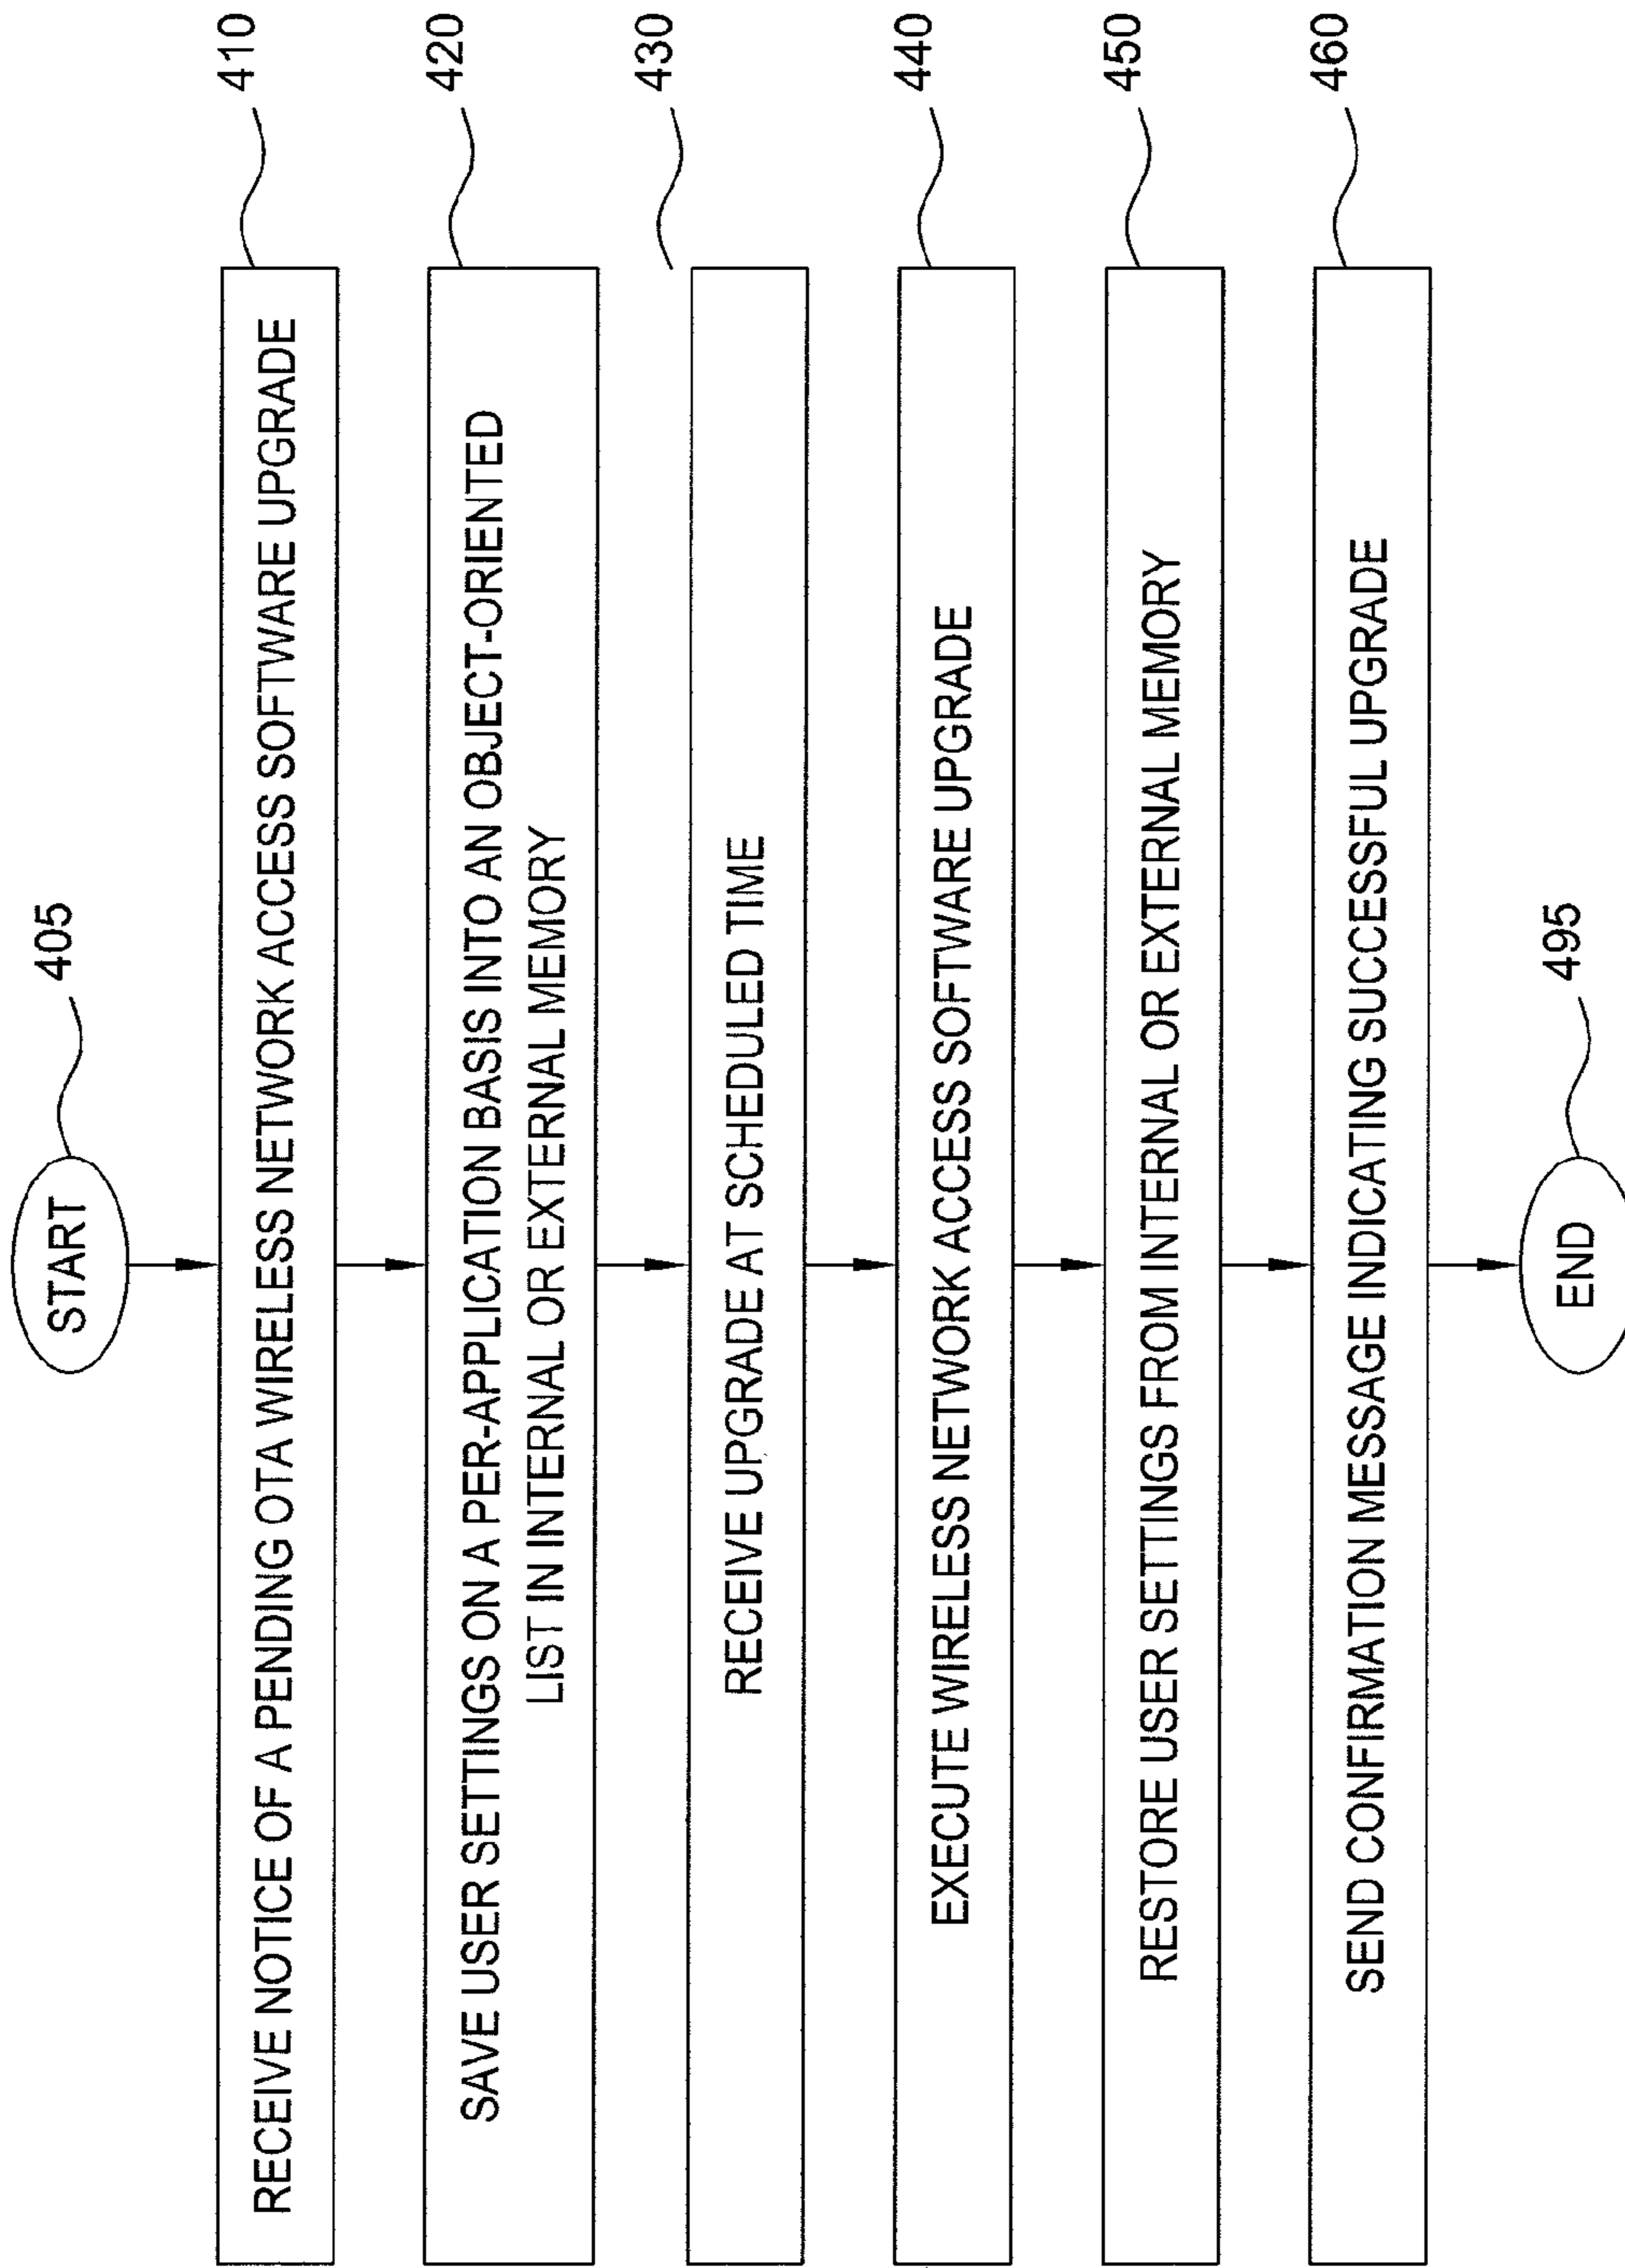 START
405
RECEIVE NOTICE OF A PENDING OTA WIRELESS NETWORK ACCESS SOFTWARE UPGRADE
410
SAVE USER SETTINGS ON A PER-APPLICATION BASIS INTO AN OBJECT-ORIENTED
LIST IN INTERNAL OR EXTERNAL MEMORY
420
RECEIVE UPGRADE AT SCHEDULED TIME
430
EXECUTE WIRELESS NETWORK ACCESS SOFTWARE UPGRADE
440
RESTORE USER SETTINGS FROM INTERNAL OR EXTERNAL MEMORY
450
SEND CONFIRMATION MESSAGE INDICATING SUCCESSFUL UPGRADE
460
END
495